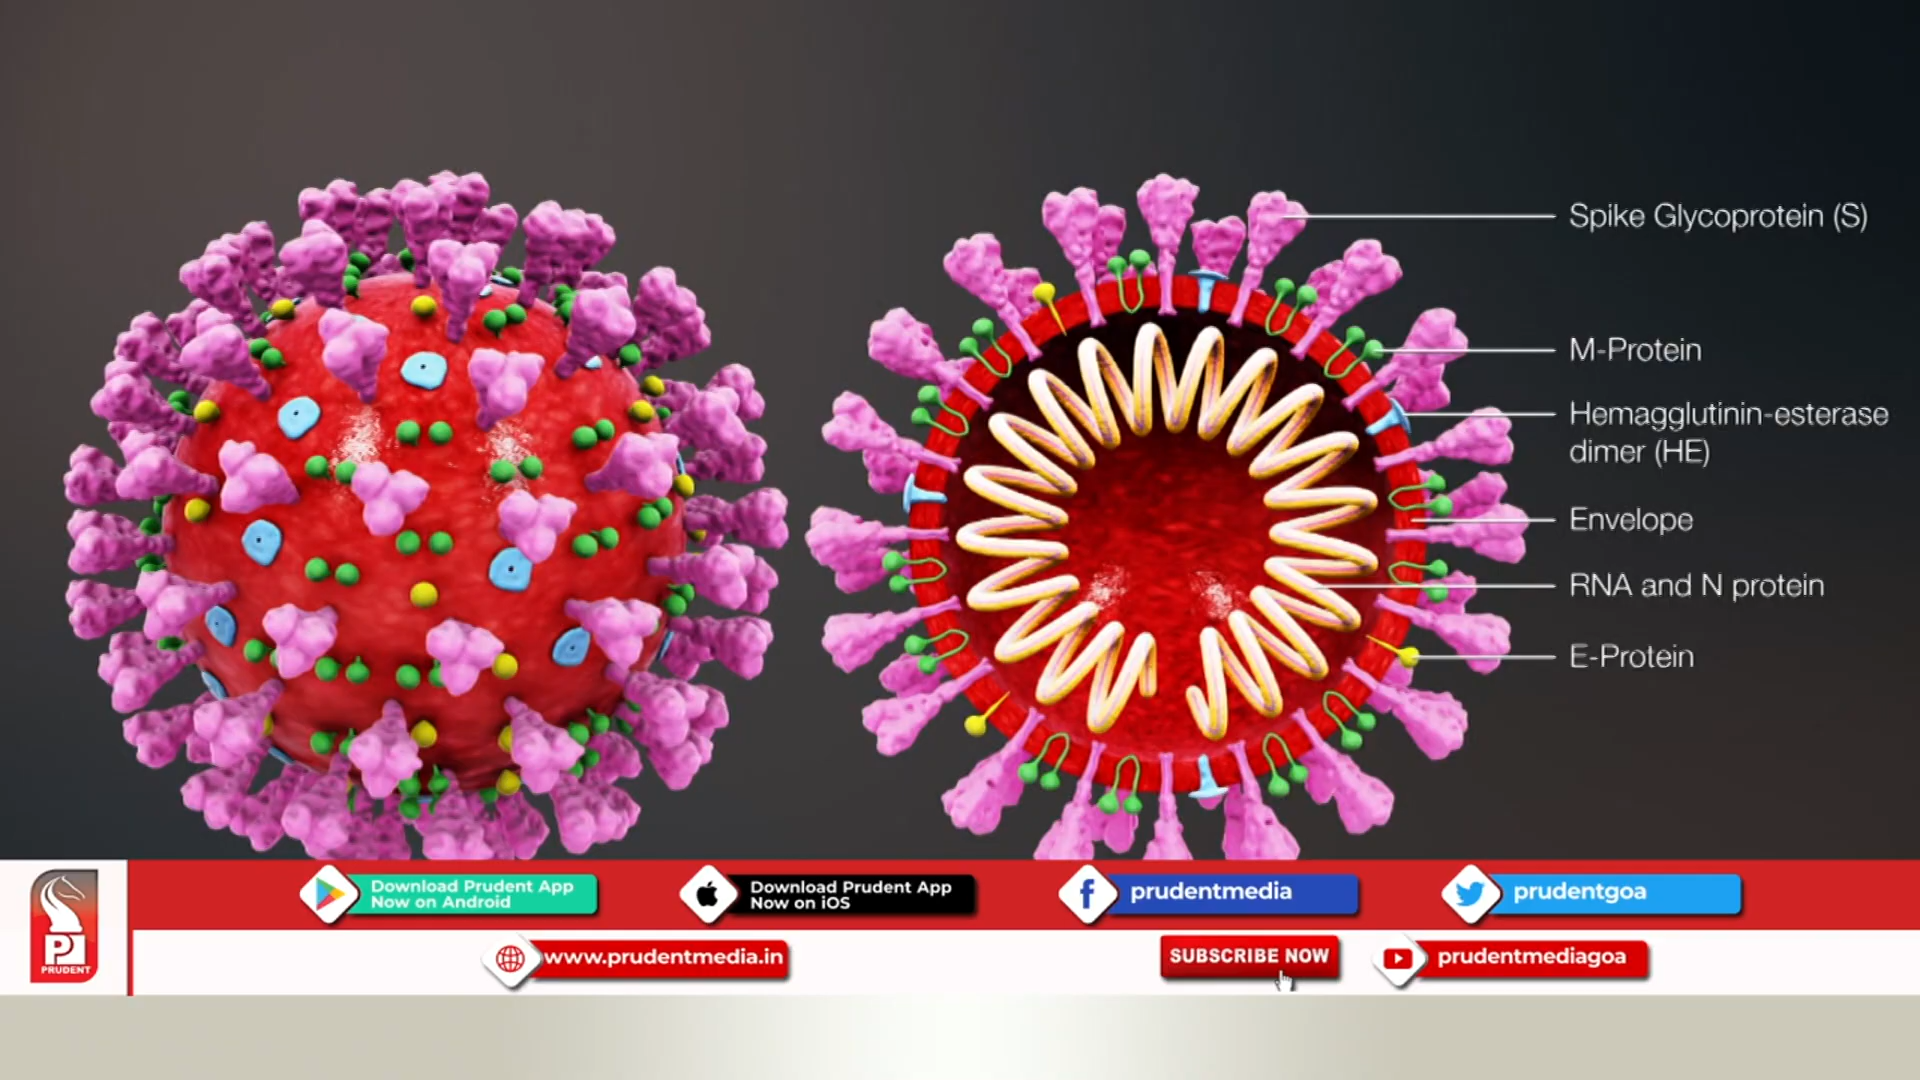 Spike Glycoprotein (S)
M-Protein
Hemagglutinin-esterase
dimer (HE)
Envelope
RNA and N protein
E-Protein
Download Prudent App
Now on Android
Download Prudent App
Now on iOS
prudentmedia
prudentgoa
PRUDENT
www.prudentmedia.in
SUBSCRIBE NOW
prudentmediagoa